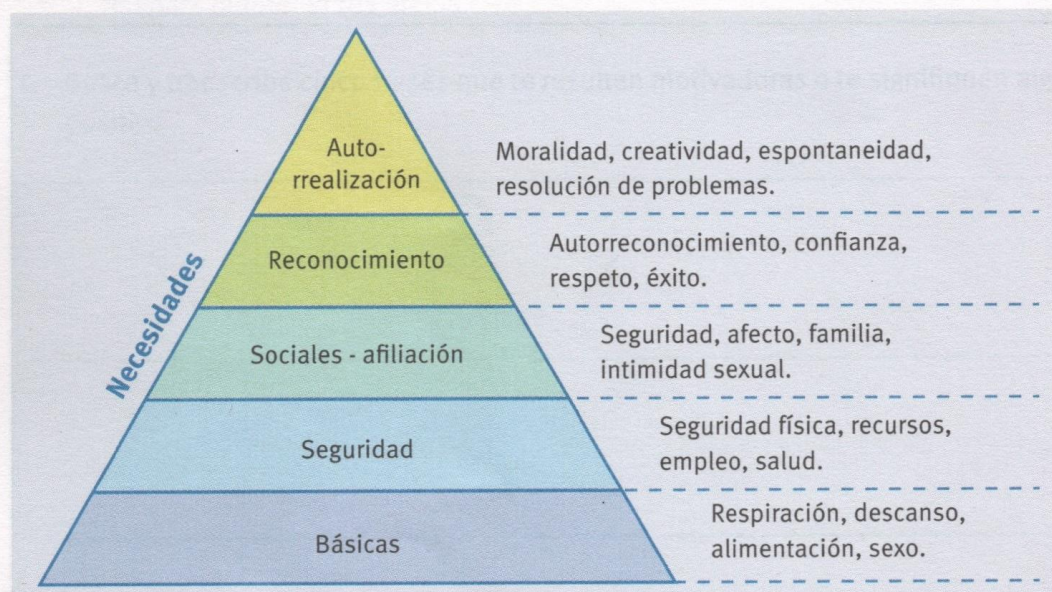 Auto-
rrealización
Moralidad, creatividad, espontaneidad,
resolución de problemas.
Reconocimiento
Autorreconocimiento, confianza,
respeto, éxito.
Necesidades
Sociales - afiliación
Seguridad, afecto, familia,
intimidad sexual.
Seguridad
Seguridad física, recursos,
empleo, salud.
Básicas
Respiración, descanso,
alimentación, sexo.